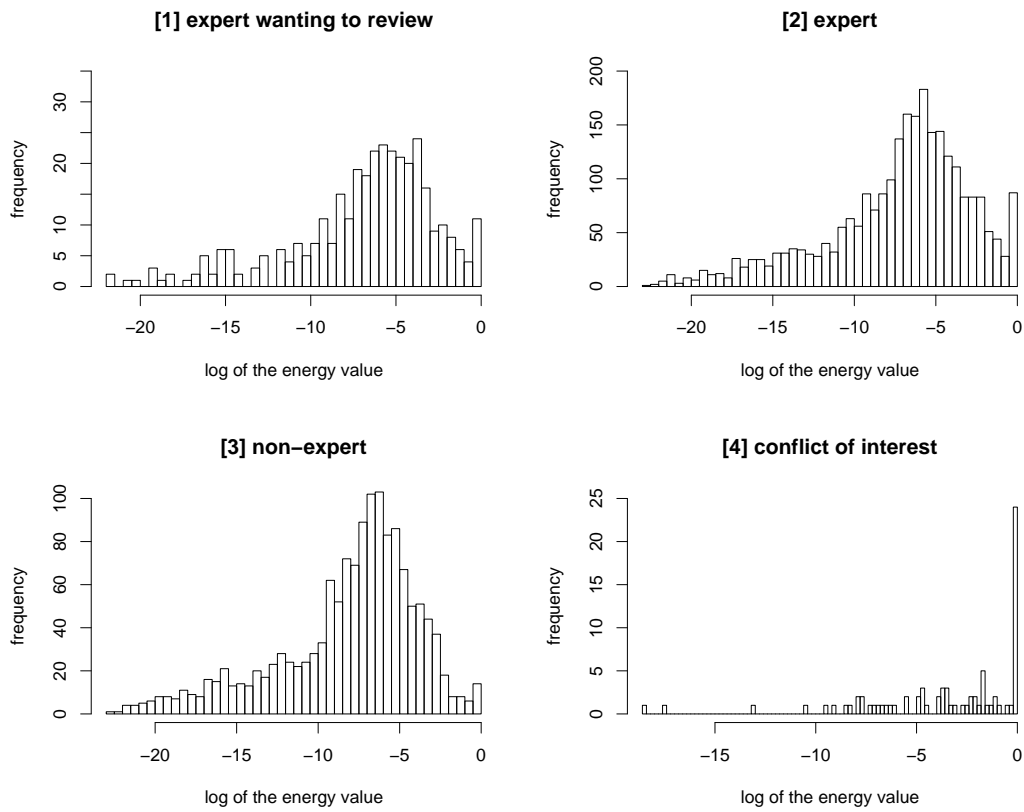 [1] expert wanting to review
[2] expert
frequency
0 5 10 20 30
−20 −15 −10 −5 0
log of the energy value
frequency
0 50 100 150 200
−20 −15 −10 −5 0
log of the energy value
[3] non−expert
[4] conflict of interest
frequency
0 20 40 60 80 100
−20 −15 −10 −5 0
log of the energy value
frequency
0 5 10 15 20 25
−15 −10 −5 0
log of the energy value